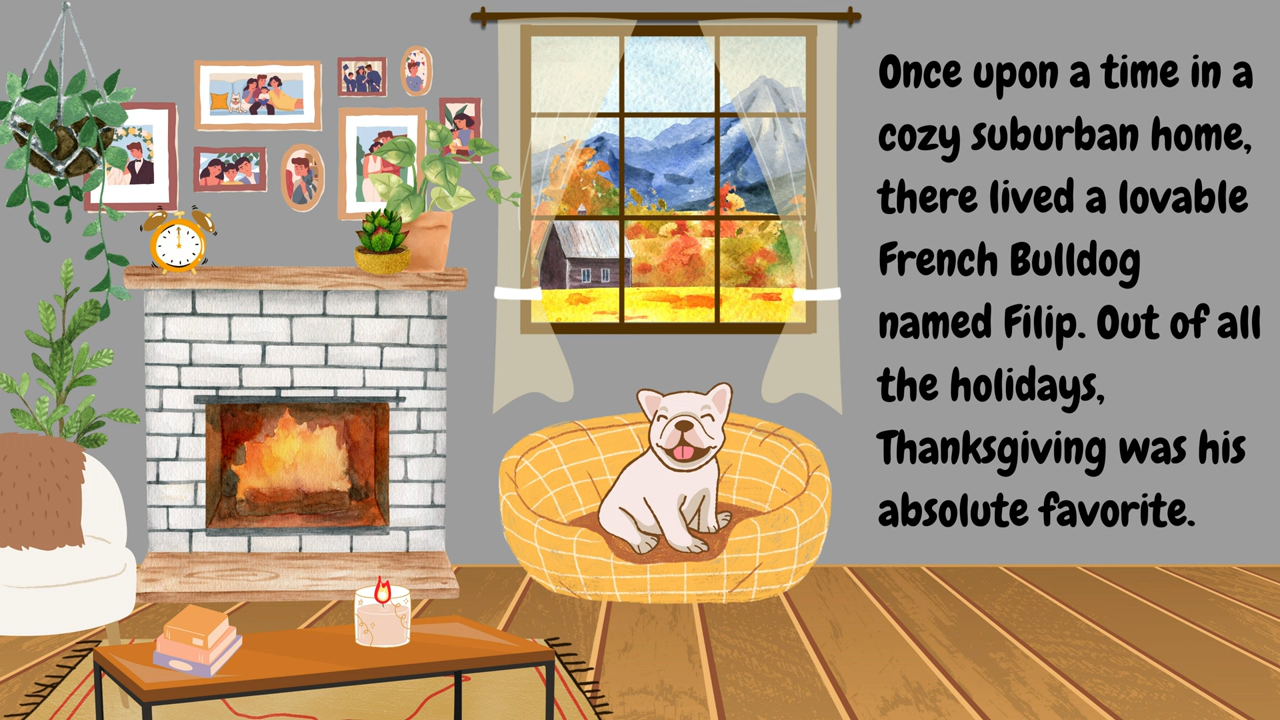 Once upon a time in a
cozy suburban home,
there lived a lovable
French Bulldog
named Filip. Out of all
the holidays,
Thanksgiving was his
absolute favorite.